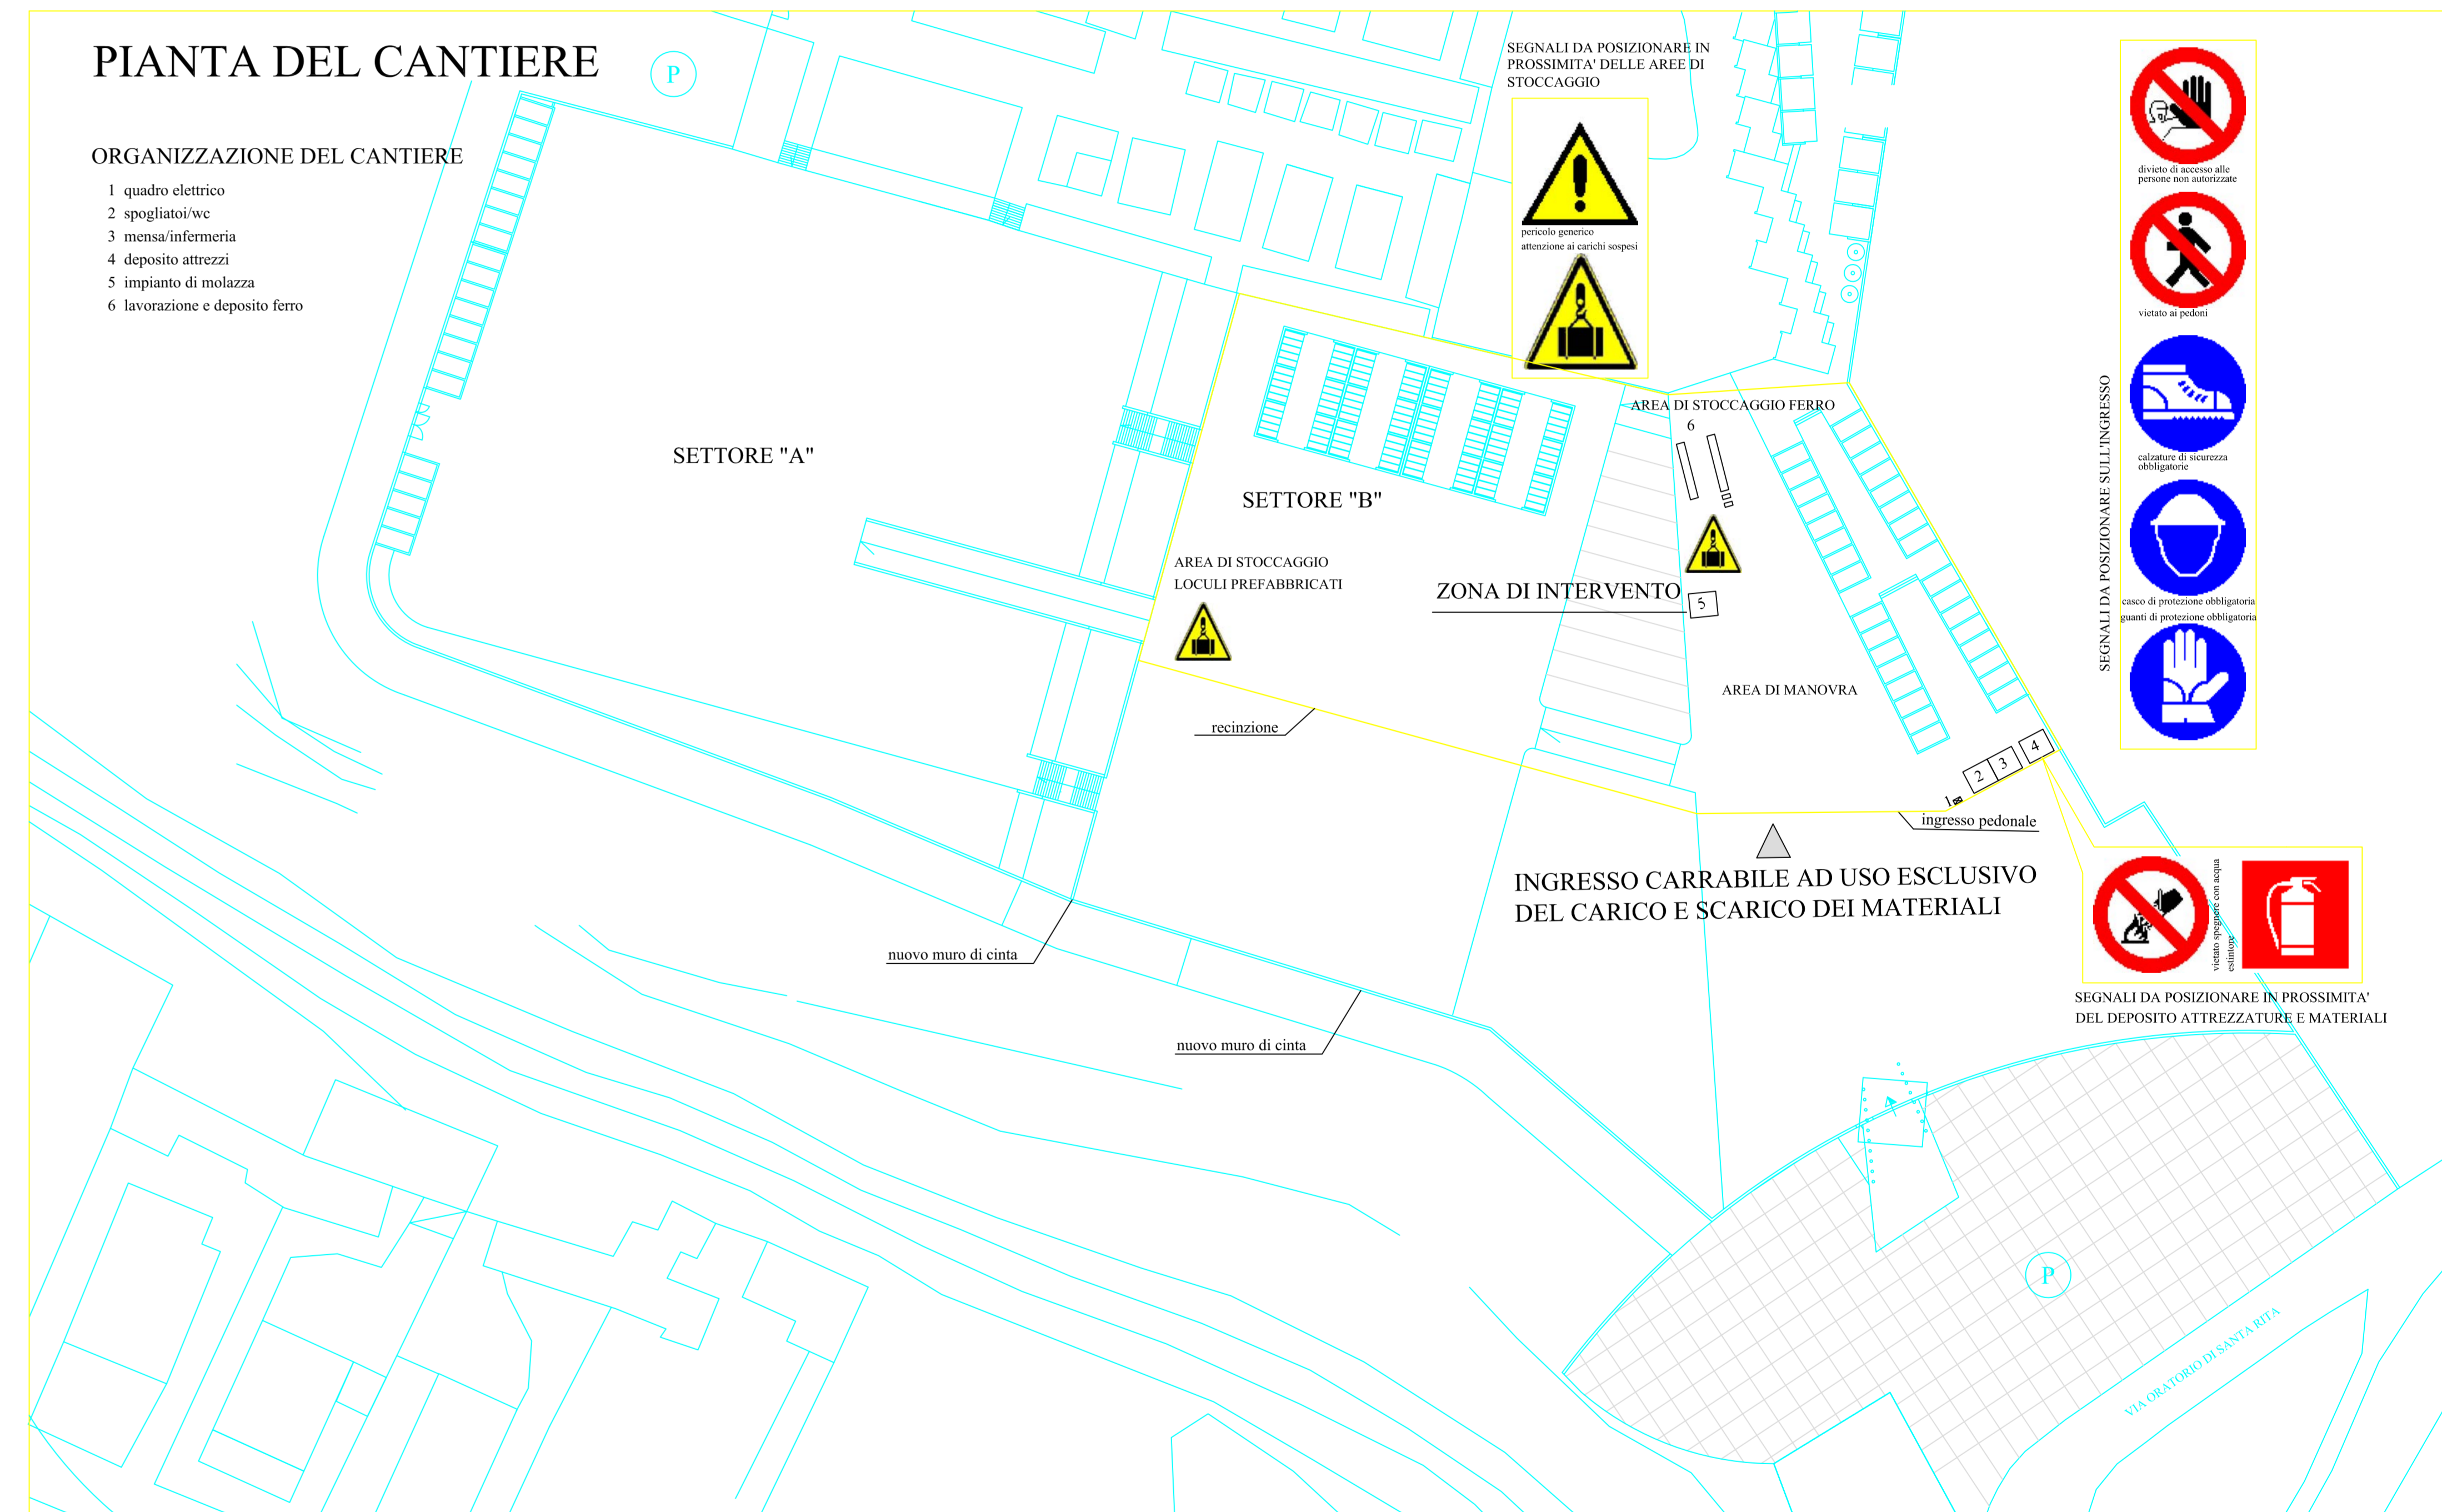 PIANTA DEL CANTIERE
P
ORGANIZZAZIONE DEL CANTIERE
1 quadro elettrico
2 spogliatoi/wc
3 mensa/infermeria
4 deposito attrezzi
5 impianto di molazza
6 lavorazione e deposito ferro
SEGNALI DA POSIZIONARE IN
PROSSIMITA' DELLE AREE DI
STOCCAGGIO
pericolo generico
attenzione ai carichi sospesi
divieto di accesso alle
persone non autorizzate
vietato ai pedoni
calzature di sicurezza
obbligatorie
casco di protezione obbligatoria
guanti di protezione obbligatoria
SEGNALI DA POSIZIONARE SULL'INGRESSO
SETTORE "A"
SETTORE "B"
AREA DI STOCCAGGIO FERRO
6
AREA DI STOCCAGGIO
LOCULI PREFABBRICATI
ZONA DI INTERVENTO
5
AREA DI MANOVRA
recinzione
4
3
2
1
ingresso pedonale
INGRESSO CARRABILE AD USO ESCLUSIVO
DEL CARICO E SCARICO DEI MATERIALI
vietato spegnere con acqua
estintore
SEGNALI DA POSIZIONARE IN PROSSIMITA'
DEL DEPOSITO ATTREZZATURE E MATERIALI
nuovo muro di cinta
nuovo muro di cinta
P
VIA ORATORIO DI SANTA RITA